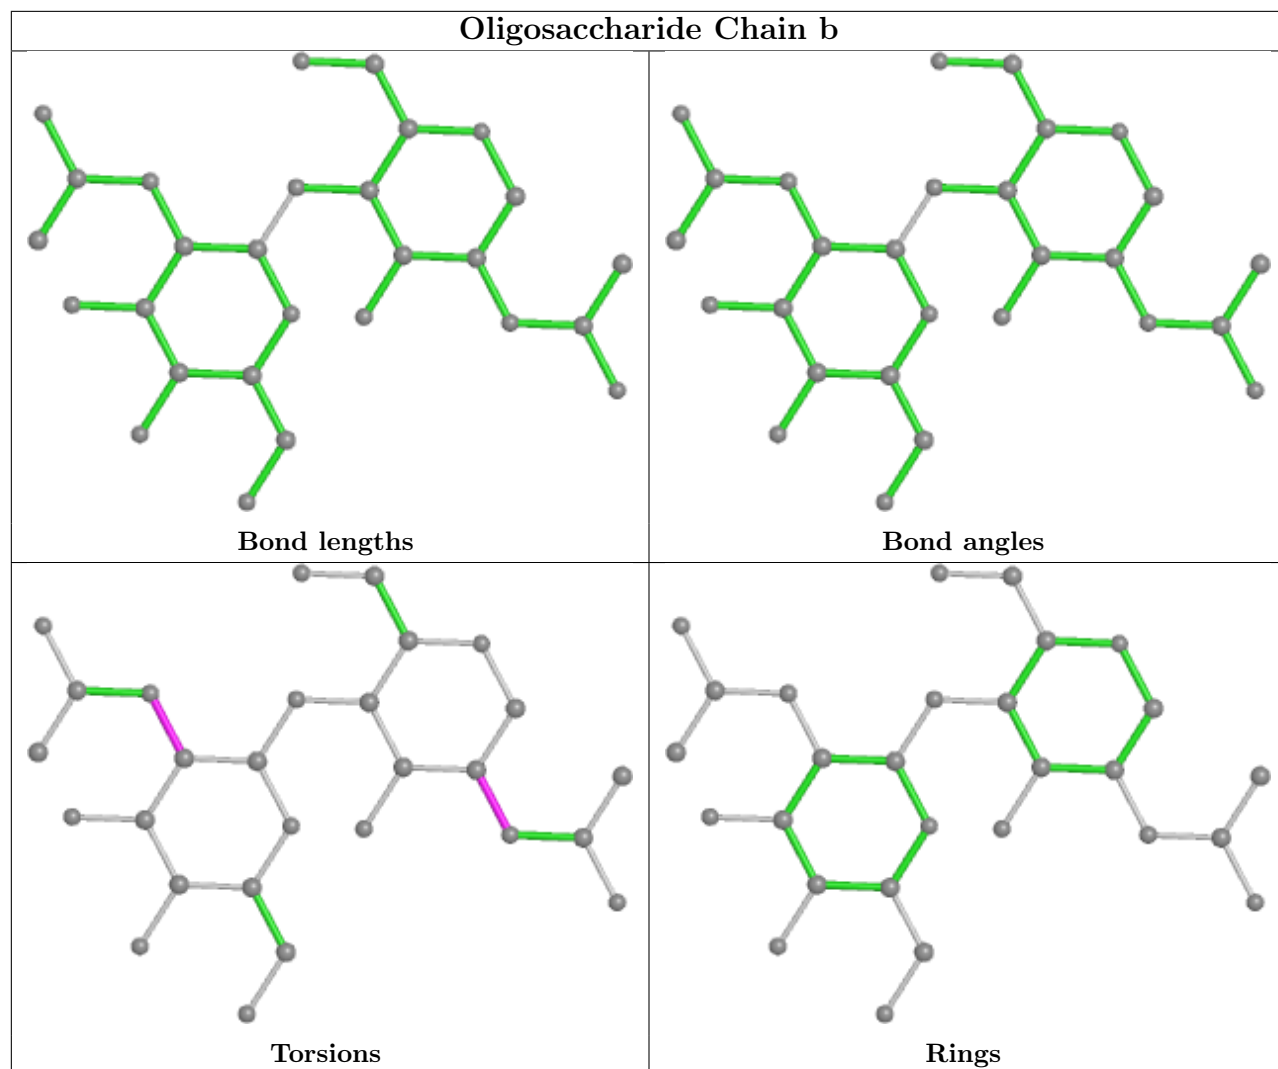 Oligosaccharide Chain b
Bond lengths
Bond angles
Torsions
Rings